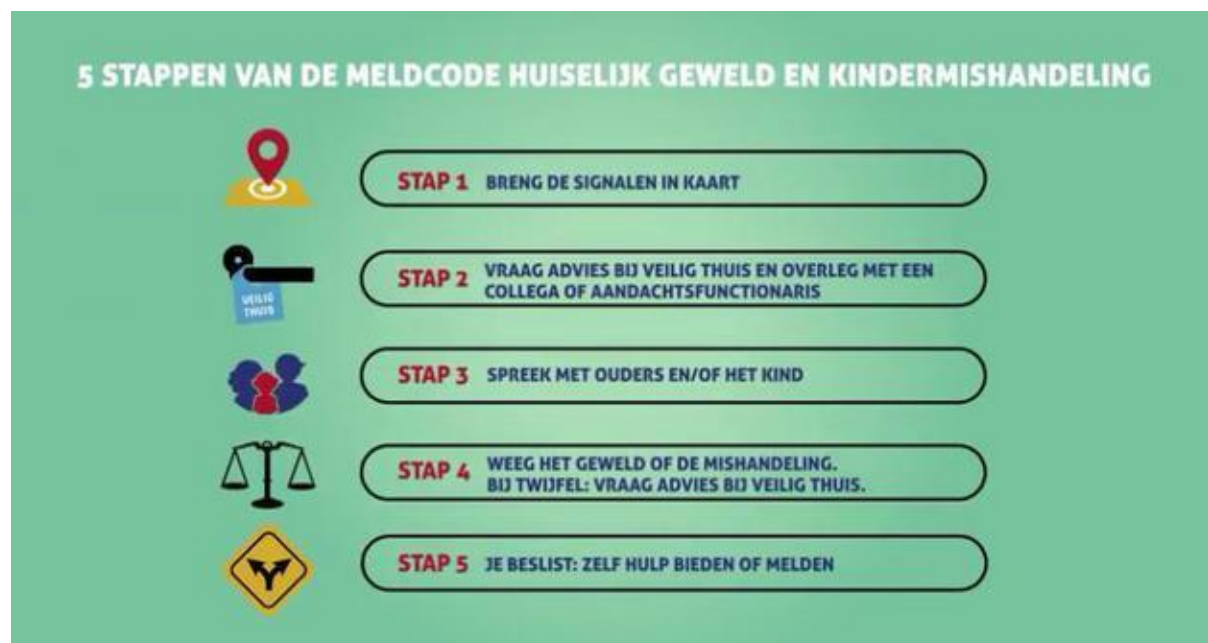 5 STAPPEN VAN DE MELDCODE HUISELIJK GEWELD EN KINDERMISHANDELING
STAP 1 BRENG DE SIGNALEN IN KAART
VEILIG
THUIS
STAP 2 VRAAG ADVIES BIJ VEILIG THUIS EN OVERLEG MET EEN
COLLEGA OF AANDACHTSFUNCTIONARIS
STAP 3 SPREEK MET OUDERS EN/OF HET KIND
STAP 4 WEEG HET GEWELD OF DE MISHANDELING.
BIJ TWIJFEL: VRAAG ADVIES BIJ VEILIG THUIS.
STAP 5 JE BESLIST: ZELF HULP BIEDEN OF MELDEN